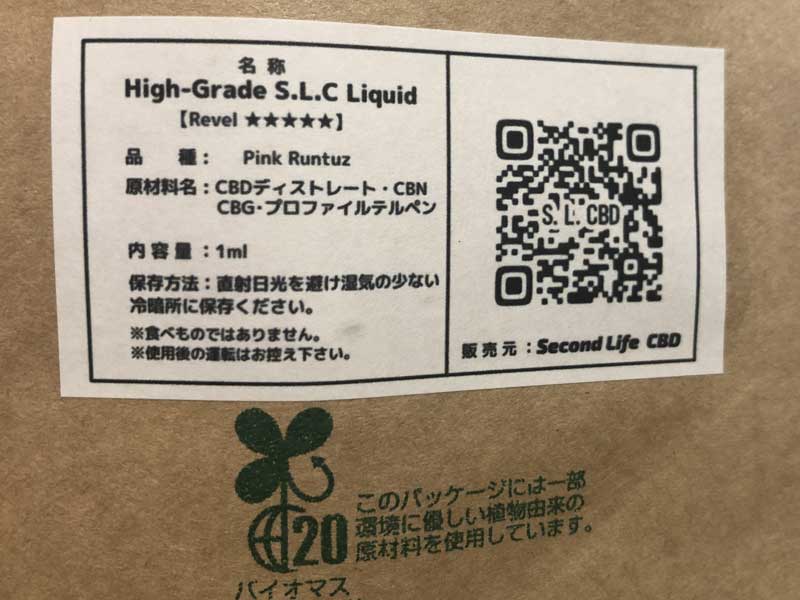 名称
High-Grade S.L.C Liquid
【Revel ★★★★★】
品 種： Pink Runtuz
原材料名：CBDディストレート・CBN
CBG・プロファイルテルペン
内容量：1ml
保存方法：直射日光を避け湿気の少ない
冷暗所に保存ください。
※食べものではありません。
※使用後の運転はお控え下さい。
S. L. CBD
販売元：Second Life CBD
20
バイオマス
このパッケージには一部
環境に優しい植物由来の
原材料を使用しています。